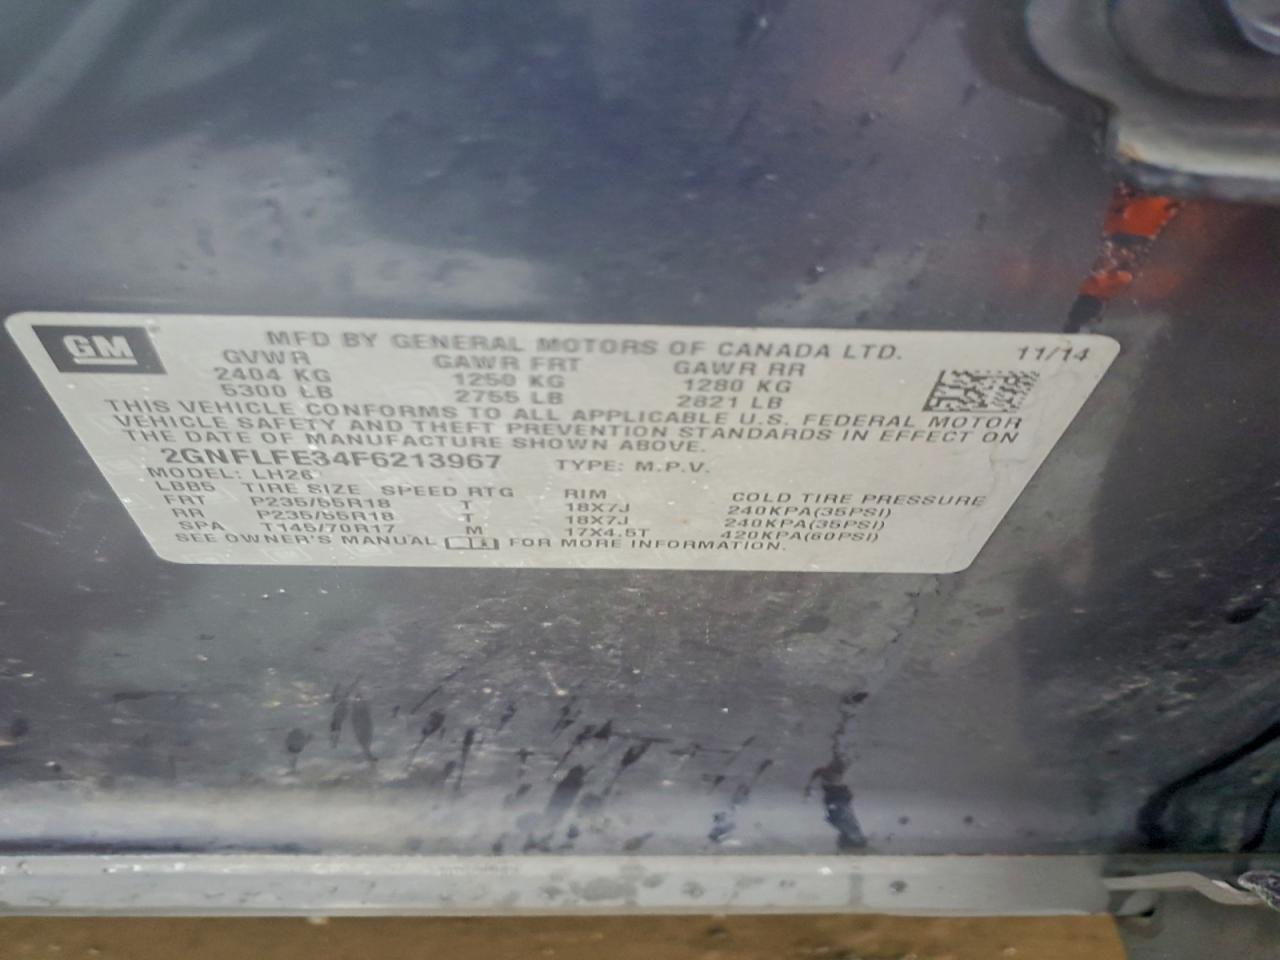 GM
MFD BY GENERAL MOTORS OF CANADA LTD. 11/14
GVWR GAWR FRT GAWR RR
2404 KG 1250 KG 1280 KG
5300 LB 2755 LB 2821 LB
THIS VEHICLE CONFORMS TO ALL APPLICABLE U.S. FEDERAL MOTOR
VEHICLE SAFETY AND THEFT PREVENTION STANDARDS IN EFFECT ON
THE DATE OF MANUFACTURE SHOWN ABOVE.
2GNFLFE34F6213967 TYPE: M.P.V.
MODEL: LH26
LBB5 TIRE SIZE SPEED RTG RIM COLD TIRE PRESSURE
FRT P235/55R18 T 18X7J 240KPA(35PSI)
RR P235/55R18 T 18X7J 240KPA(35PSI)
SPA T145/70R17 M 17X4.5T 420KPA(60PSI)
SEE OWNER'S MANUAL FOR MORE INFORMATION.